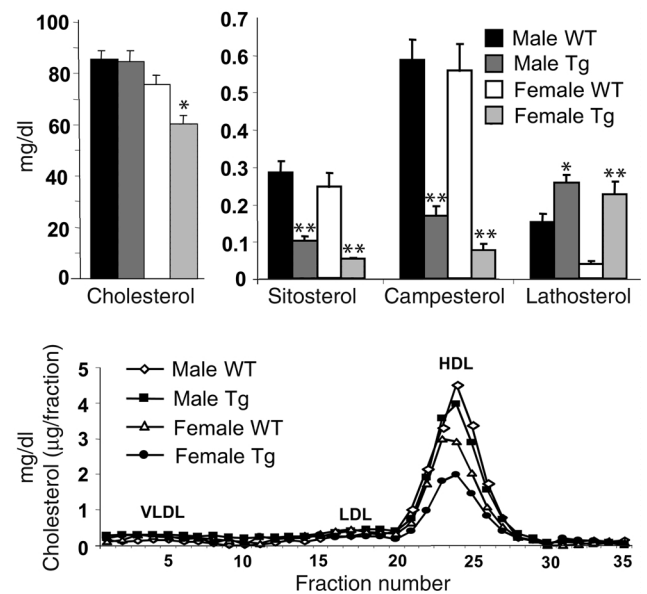 mg/dl
100
80
60
40
20
0
*
Cholesterol
0.7
0.6
0.5
0.4
0.3
0.2
0.1
0
Male WT
Male Tg
Female WT
Female Tg
** ** ** ** * **
Sitosterol Campesterol Lathosterol
mg/dl
Cholesterol (µg/fraction)
5
4
3
2
1
0
Male WT
Male Tg
Female WT
Female Tg
HDL
VLDL
LDL
5 10 15 20 25 30 35
Fraction number